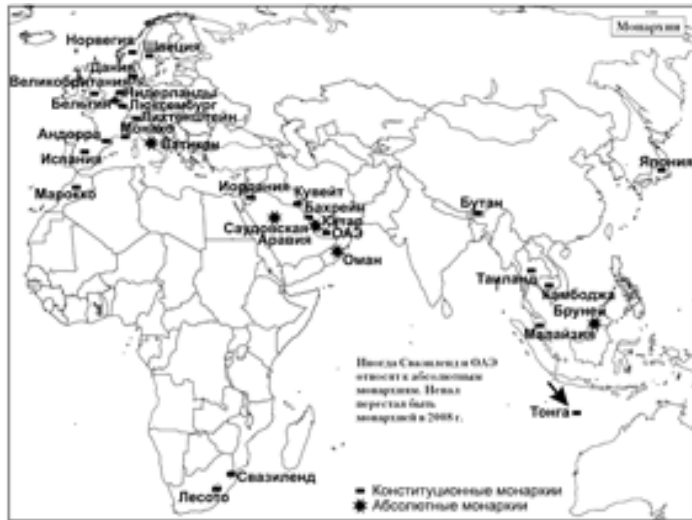 Монархии
Норвегия
Швеция
Дания
Великобритания
Нидерланды
Бельгия
Люксембург
Лихтенштейн
Монако
Андорра
Ватикан
Испания
Марокко
Иордания
Кувейт
Бахрейн
Катар
Саудовская
Аравия
ОАЭ
Оман
Бутан
Япония
Таиланд
Камбоджа
Бруней
Малайзия
Иногда Свазиленд и ОАЭ
относят к абсолютным
монархиям. Непал
перестал быть
монархией в 2008 г.
Тонга
Свазиленд
Лесото
Конституционные монархии
Абсолютные монархии